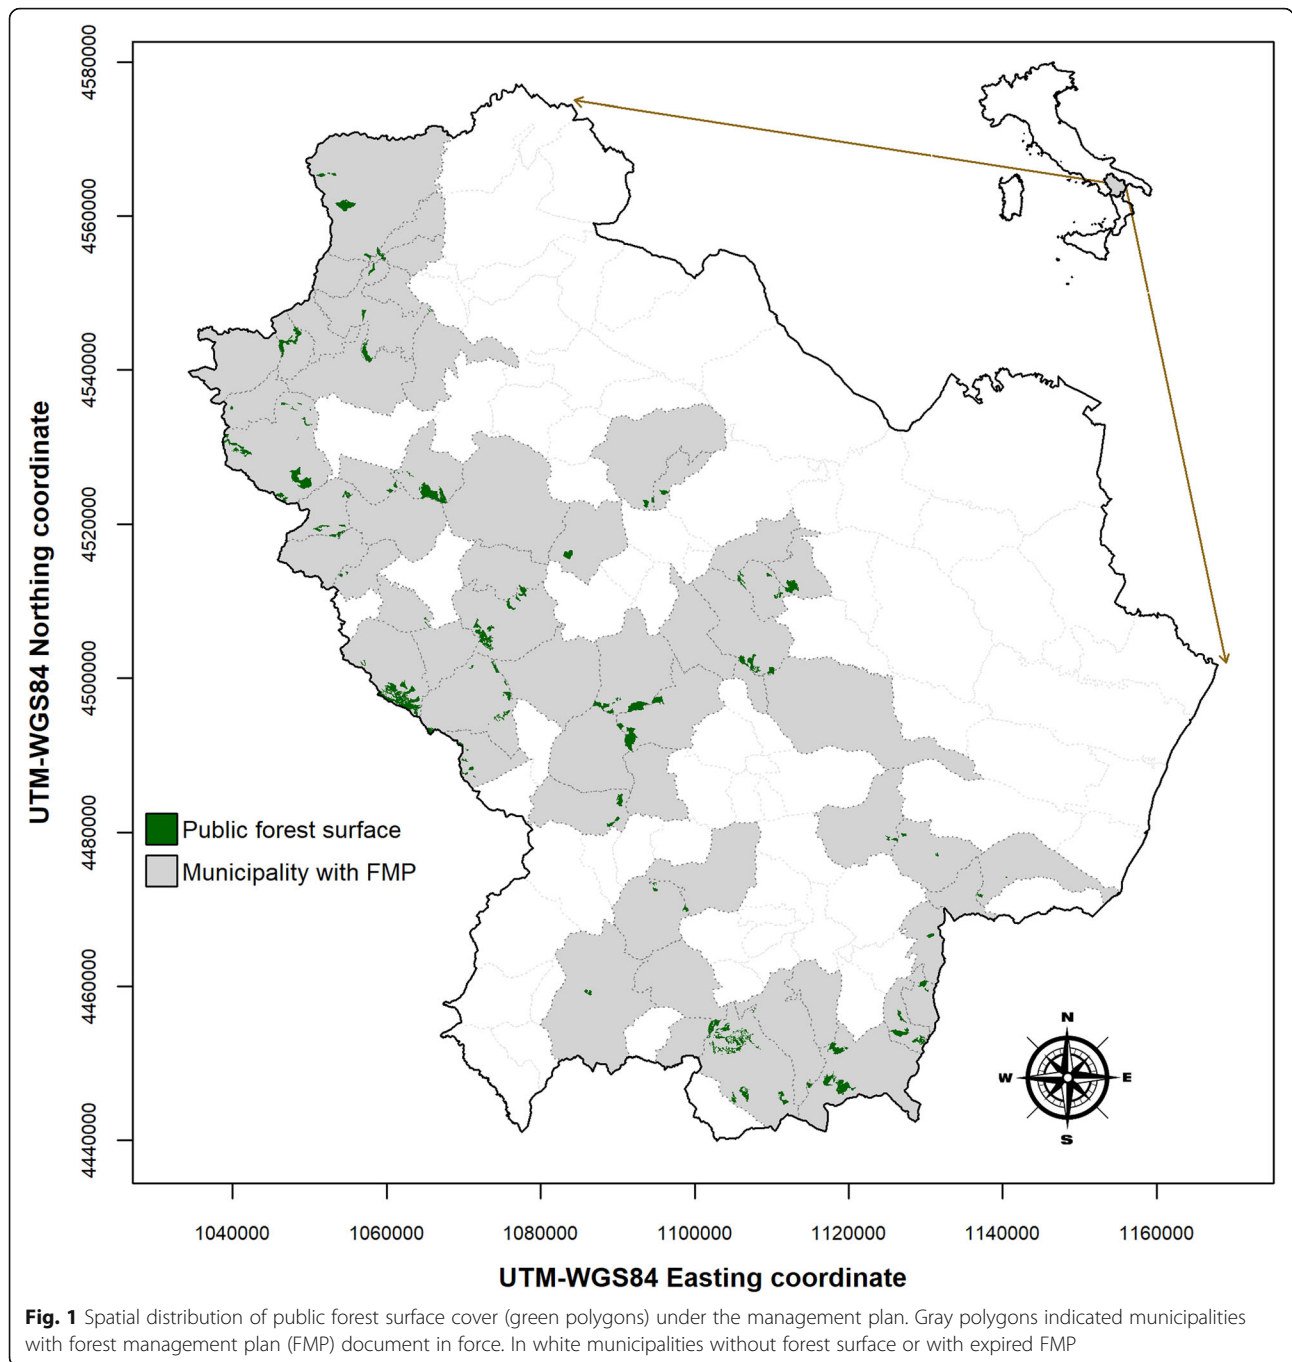 4580000
4560000
4540000
4520000
4500000
4480000
4460000
4440000
UTM-WGS84 Northing coordinate
Public forest surface
Municipality with FMP
N
W E
S
1040000 1060000 1080000 1100000 1120000 1140000 1160000
UTM-WGS84 Easting coordinate
Fig. 1 Spatial distribution of public forest surface cover (green polygons) under the management plan. Gray polygons indicated municipalities
with forest management plan (FMP) document in force. In white municipalities without forest surface or with expired FMP